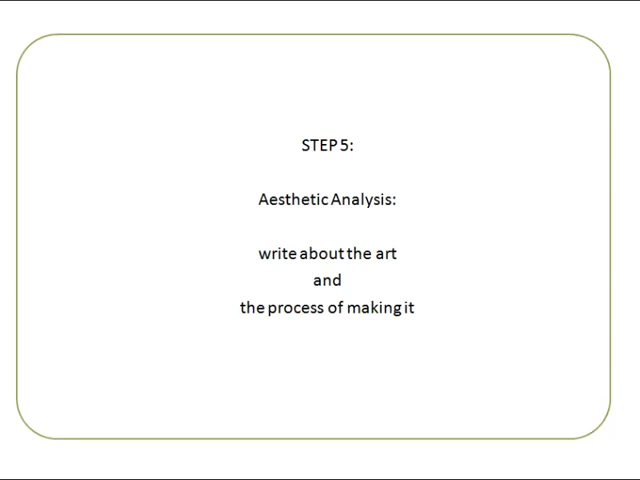 STEP 5:
Aesthetic Analysis:
write about the art
and
the process of making it